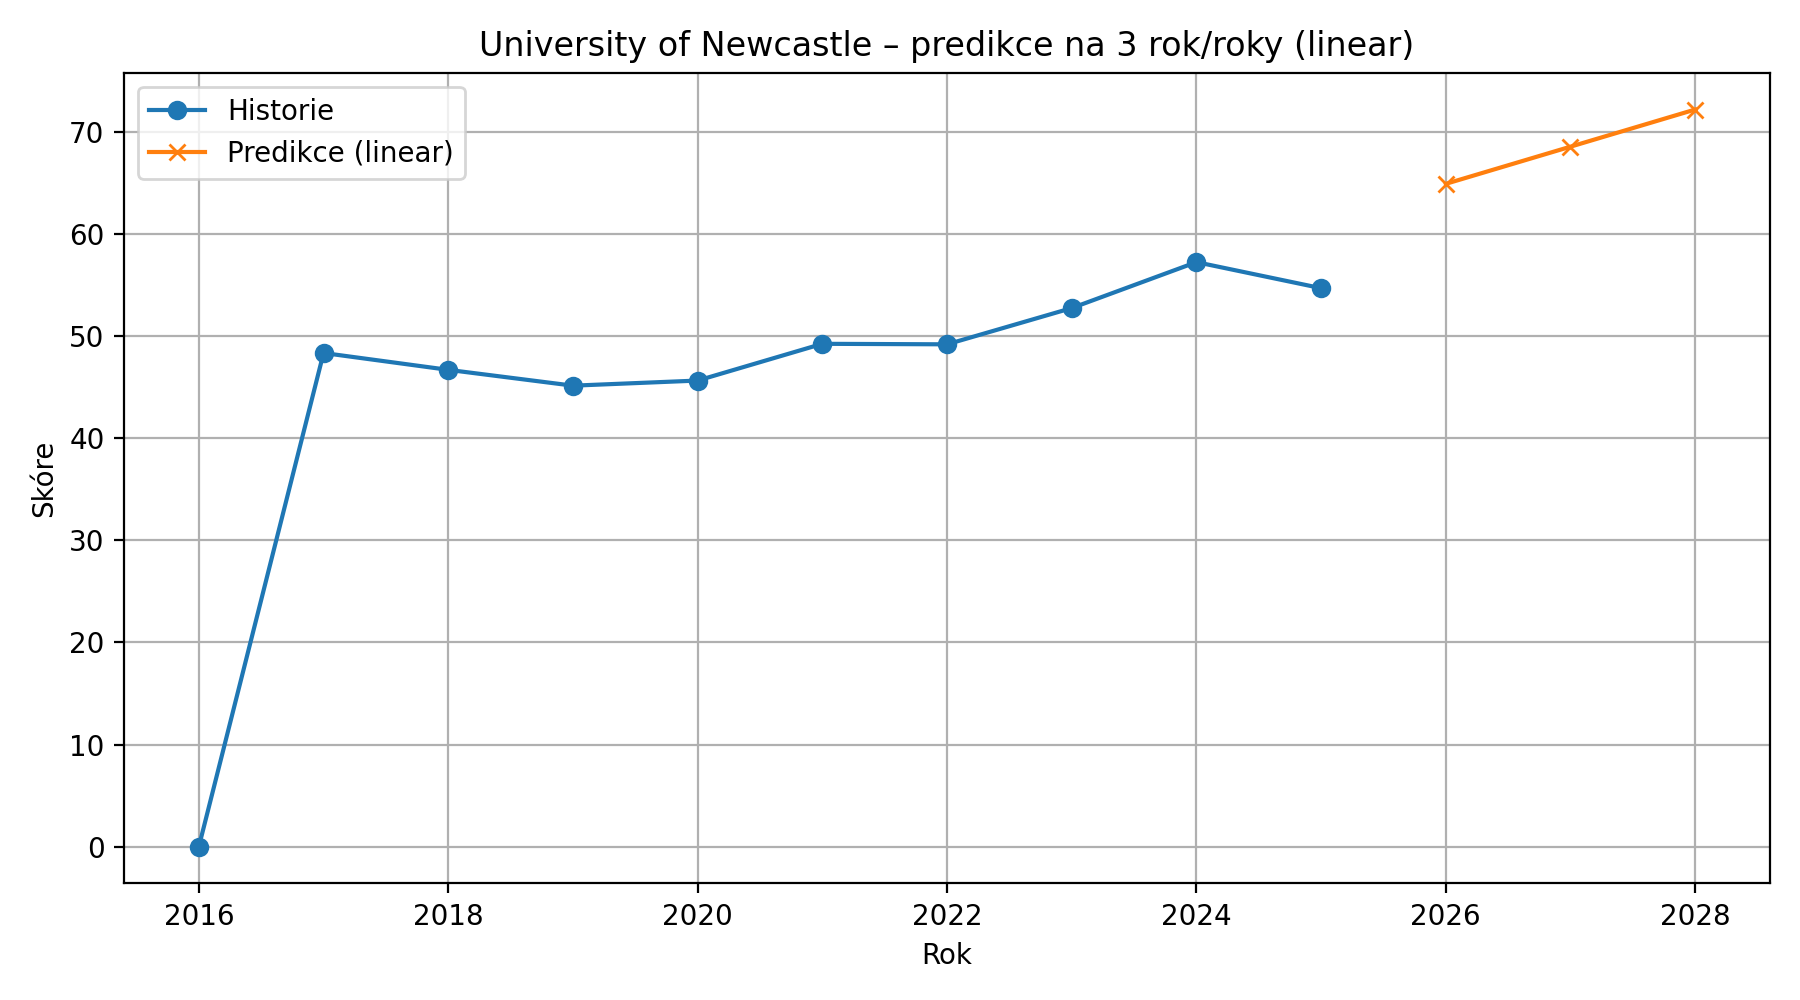 University of Newcastle – predikce na 3 rok/roky (linear)
Historie
Predikce (linear)
70
60
50
40
30
20
10
0
Skóre
2016 2018 2020 2022 2024 2026 2028
Rok